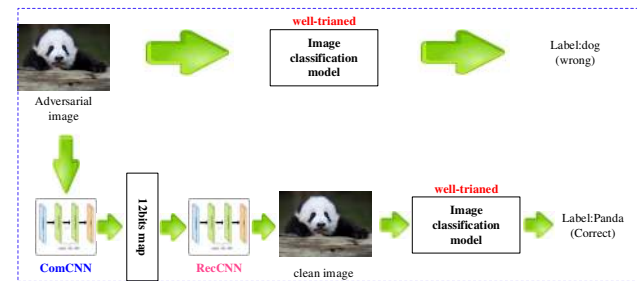 well-trianed
Image
classification
model
Label:dog
(wrong)
Adversarial
image
well-trianed
12bits map
Image
classification
model
Label:Panda
(Correct)
ComCNN
RecCNN
clean image